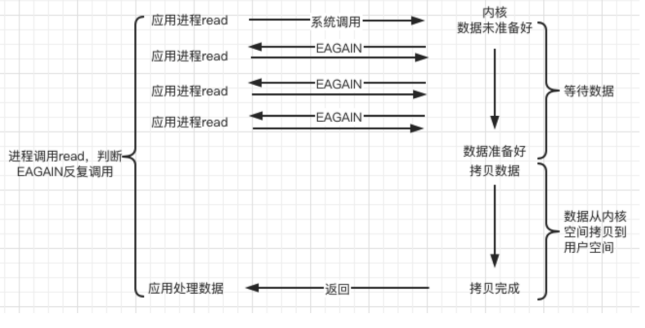 应用进程read
系统调用
内核
数据未准备好
应用进程read
EAGAIN
应用进程read
EAGAIN
等待数据
应用进程read
EAGAIN
进程调用read，判断
EAGAIN反复调用
数据准备好
拷贝数据
数据从内核
空间拷贝到
用户空间
应用处理数据
返回
拷贝完成